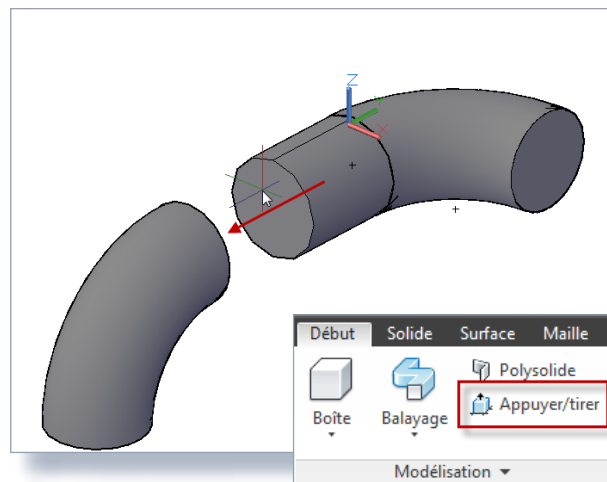 Z
Y
X
Début Solide Surface Maille
Boîte
Balayage
Polysolide
Appuyer/tirer
Modélisation